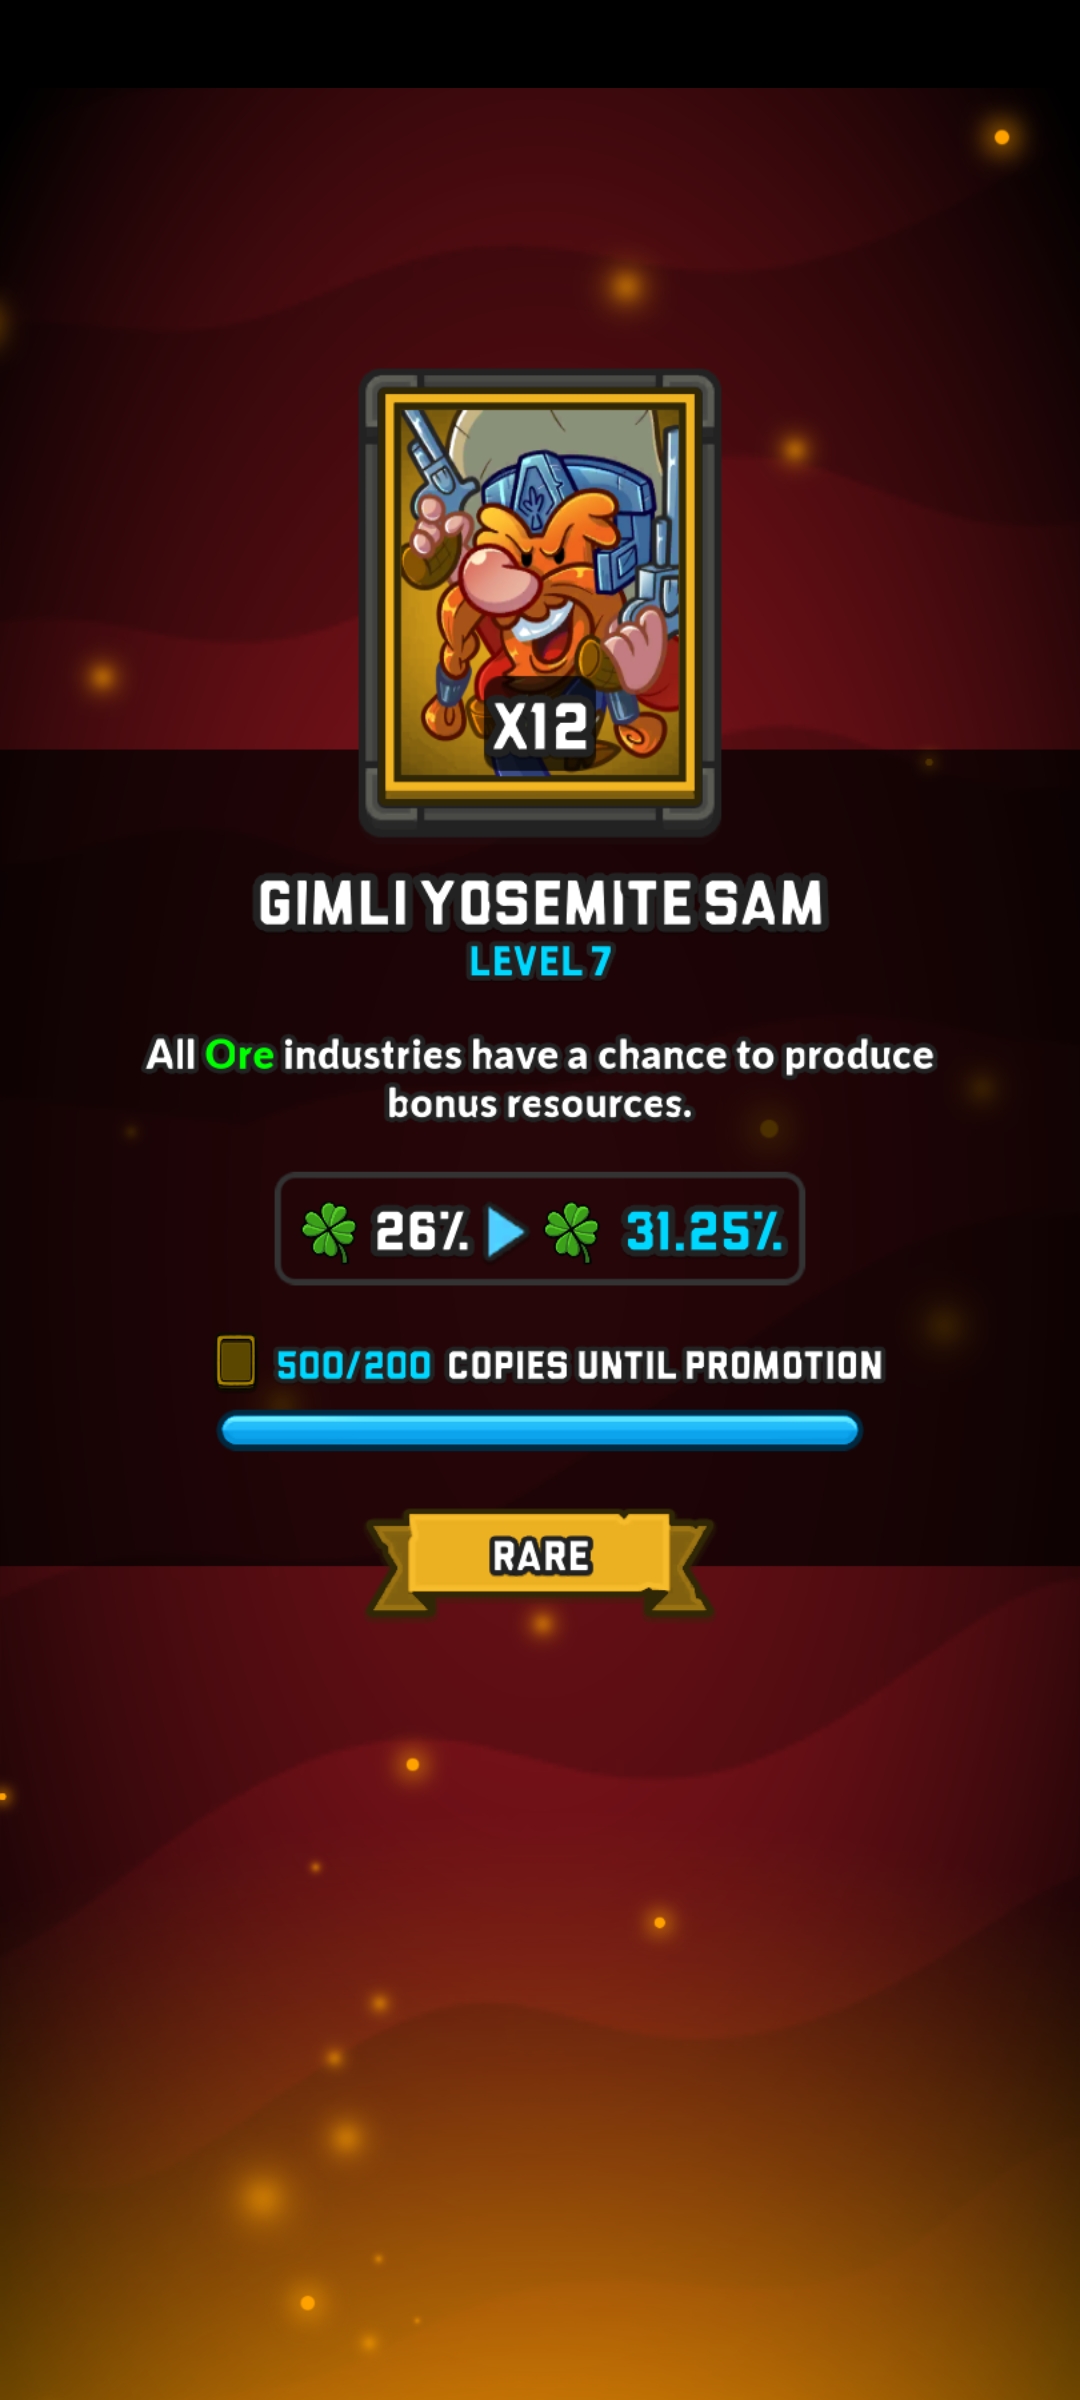 X12
GIMLI YOSEMITE SAM
LEVEL 7
All Ore industries have a chance to produce
bonus resources.
26% 31.25%
500/200 COPIES UNTIL PROMOTION
RARE